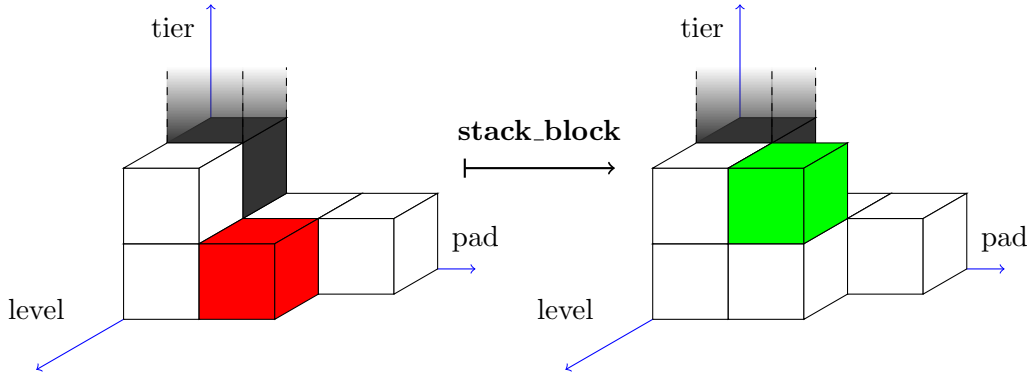 tier
tier
stack_block
pad
pad
level
level